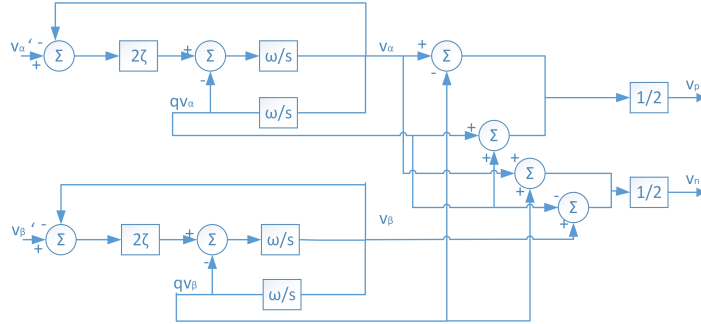 vα‘ - + Σ 2ζ + - Σ ω/s vα + - Σ
qvα ω/s 1/2 vp
+ + Σ
+ + Σ 1/2 vn
- + Σ
vβ‘ - + Σ 2ζ + - Σ ω/s vβ
qvβ ω/s